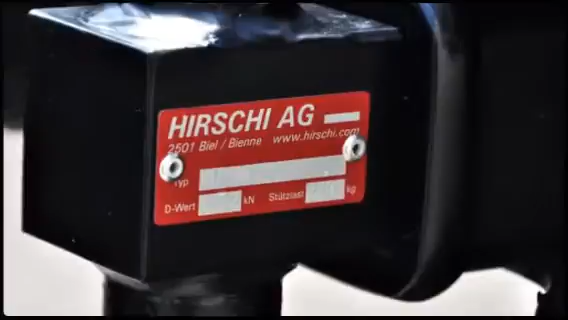 HIRSCHI AG
2501 Biel / Bienne www.hirschi.com
Typ
D-Wert kN Stützlast kg